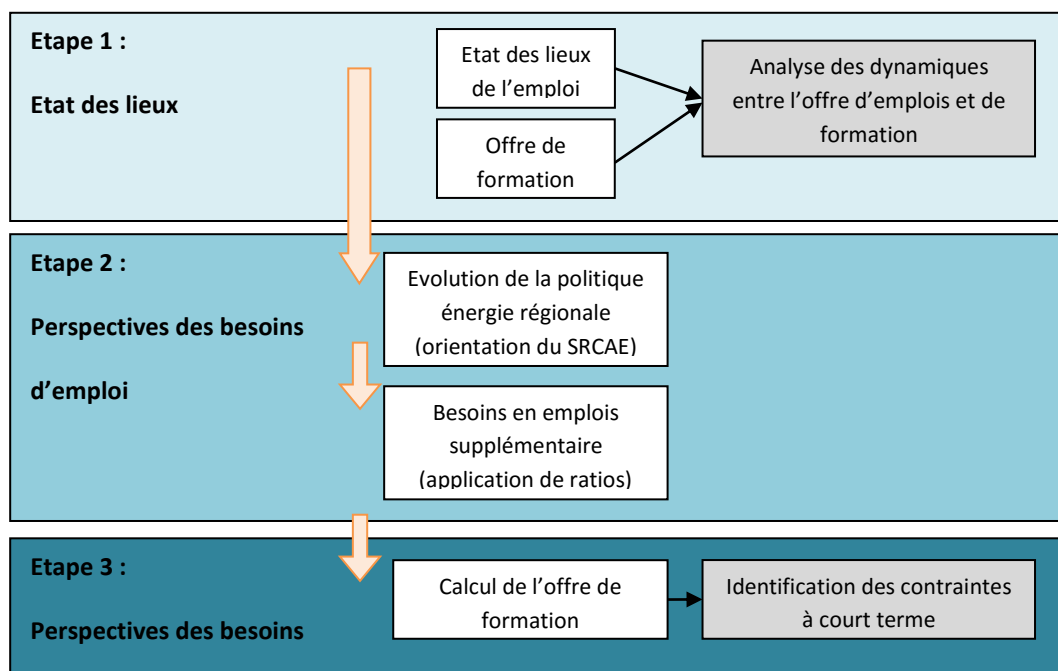 Etape 1 :
Etat des lieux
Etat des lieux
de l'emploi
Offre de
formation
Analyse des dynamiques
entre l'offre d'emplois et de
formation
Etape 2 :
Perspectives des besoins
d'emploi
Evolution de la politique
énergie régionale
(orientation du SRCAE)
Besoins en emplois
supplémentaire
(application de ratios)
Etape 3 :
Perspectives des besoins
Calcul de l'offre de
formation
Identification des contraintes
à court terme